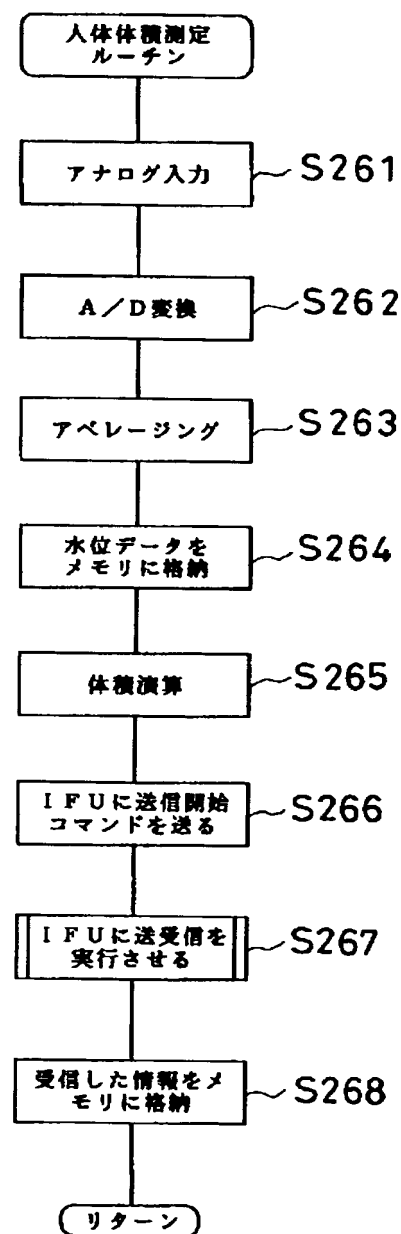 人体体積測定
ルーチン
アナログ入力
S261
A/D変換
S262
アベレージング
S263
水位データを
メモリに格納
S264
体積演算
S265
IFUに送信開始
コマンドを送る
S266
IFUに送受信を
実行させる
S267
受信した情報をメ
モリに格納
S268
リターン